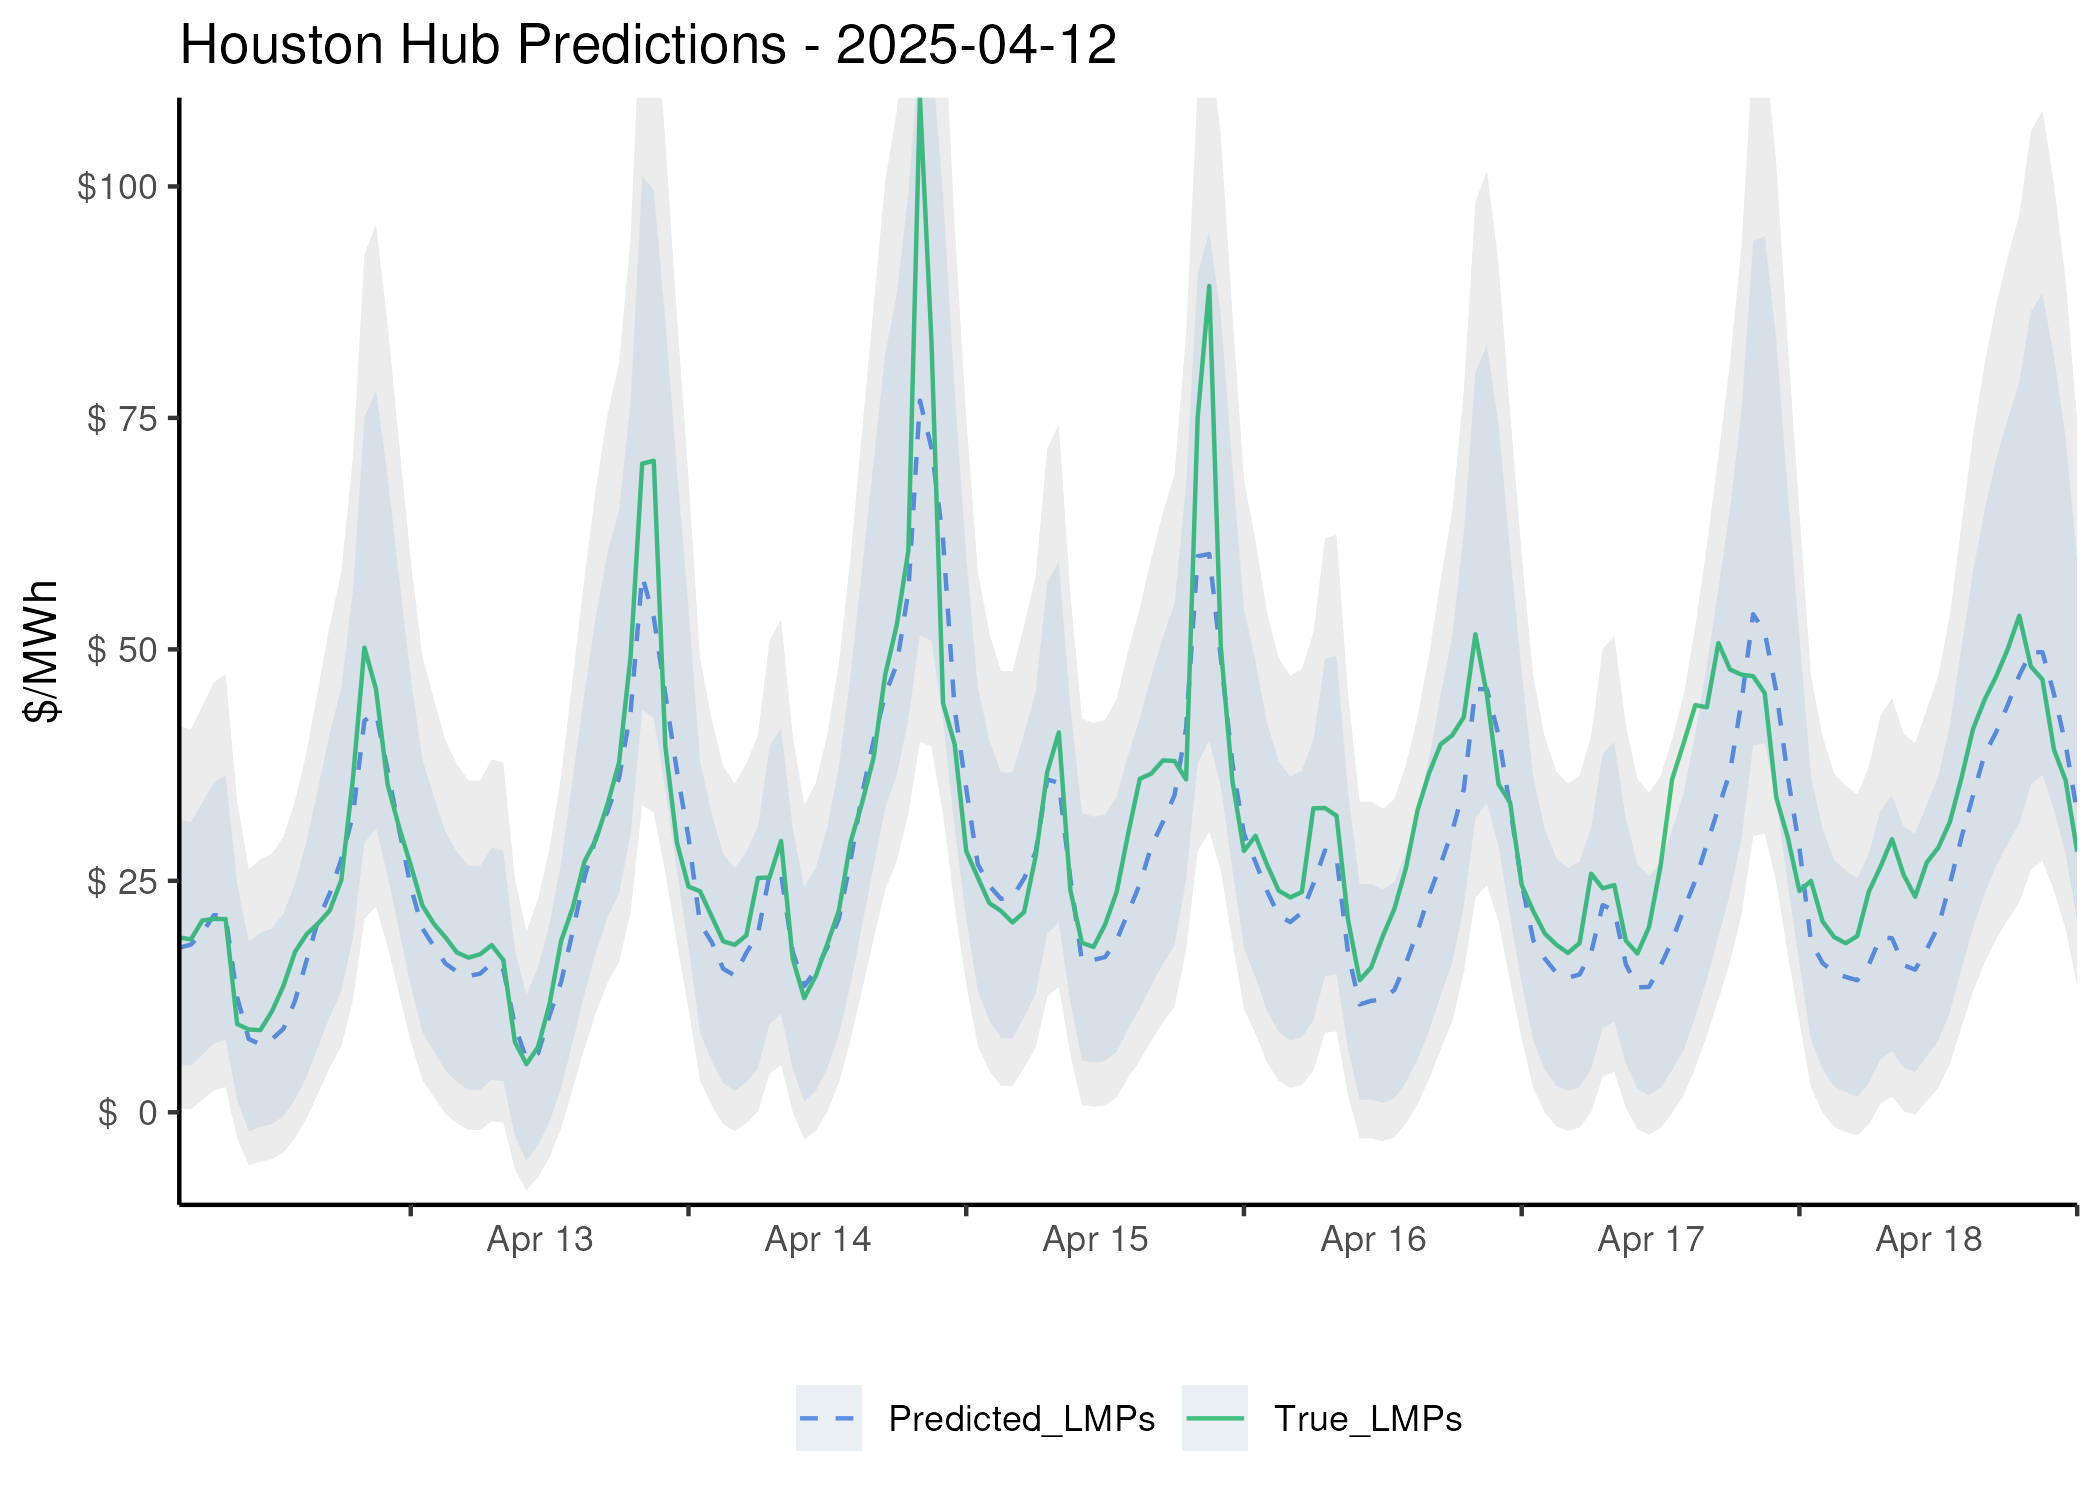 Houston Hub Predictions - 2025-04-12
$/MWh
$100
$ 75
$ 50
$ 25
$ 0
Apr 13 Apr 14 Apr 15 Apr 16 Apr 17 Apr 18
Predicted_LMPs True_LMPs